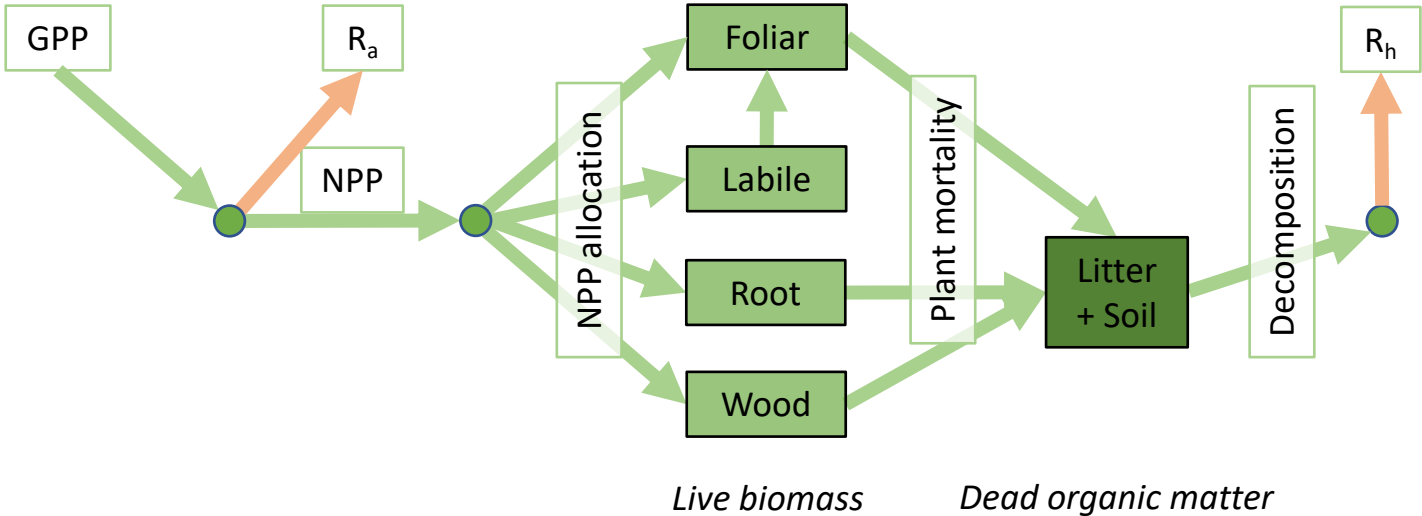 GPP
Rₐ
NPP
NPP allocation
Foliar
Labile
Root
Wood
Plant mortality
Litter
+ Soil
Decomposition
Rₕ
Live biomass
Dead organic matter